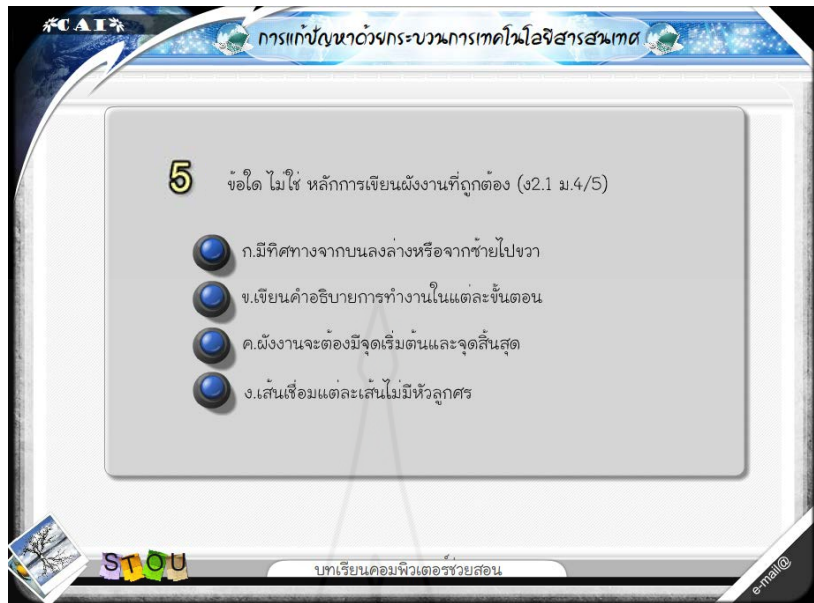 CAI
การแก้ปัญหาด้วยกระบวนการเทคโนโลยีสารสนเทศ
5 ข้อใด ไม่ใช่ หลักการเขียนผังงานที่ถูกต้อง (ง2.1 ม.4/5)
ก.มีทิศทางจากบนลงล่างหรือจากซ้ายไปขวา
ข.เขียนคำอธิบายการทำงานในแต่ละขั้นตอน
ค.ผังงานจะต้องมีจุดเริ่มต้นและจุดสิ้นสุด
ง.เส้นเชื่อมแต่ละเส้นไม่มีหัวลูกศร
STOU
บทเรียนคอมพิวเตอร์ช่วยสอน
e-mail@